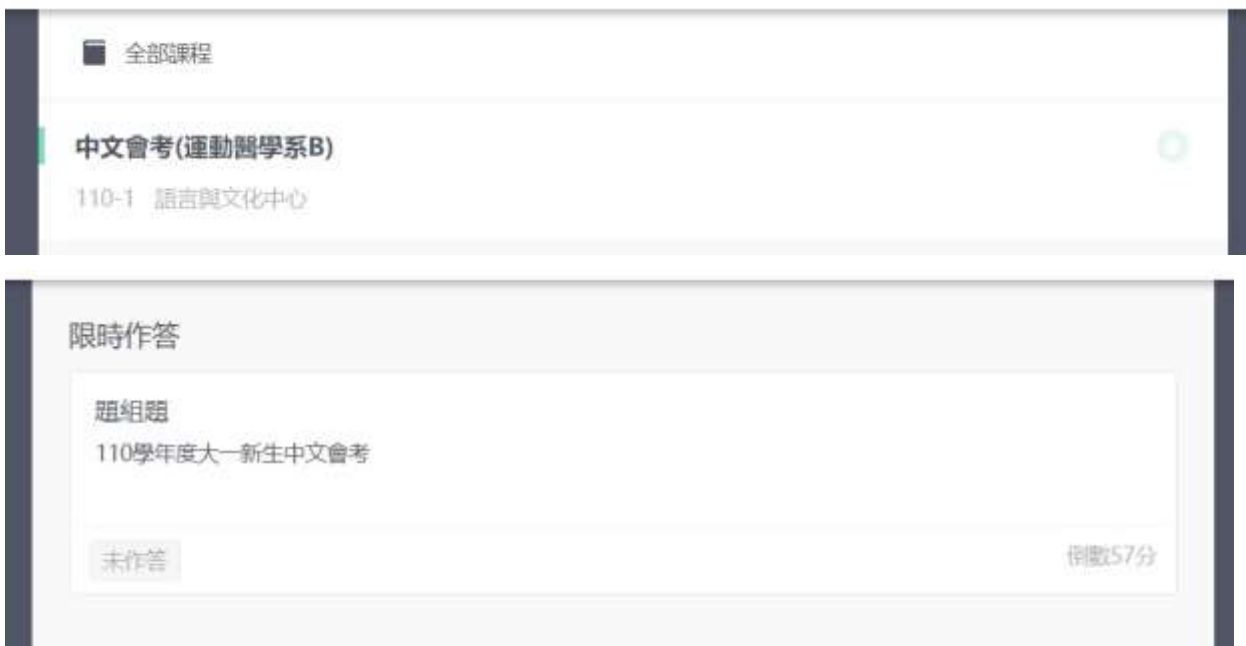 全部課程
中文會考(運動醫學系B)
110-1 語言與文化中心
限時作答
題組題
110學年度大一新生中文會考
未作答
倒數57分